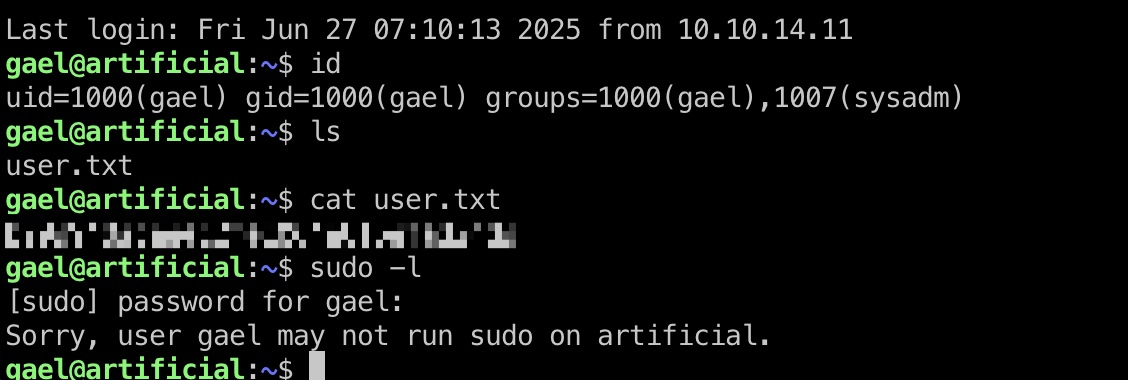 Last login: Fri Jun 27 07:10:13 2025 from 10.10.14.11
gael@artificial:~$ id
uid=1000(gael) gid=1000(gael) groups=1000(gael),1007(sysadm)
gael@artificial:~$ ls
user.txt
gael@artificial:~$ cat user.txt
gael@artificial:~$ sudo -l
[sudo] password for gael:
Sorry, user gael may not run sudo on artificial.
gael@artificial:~$